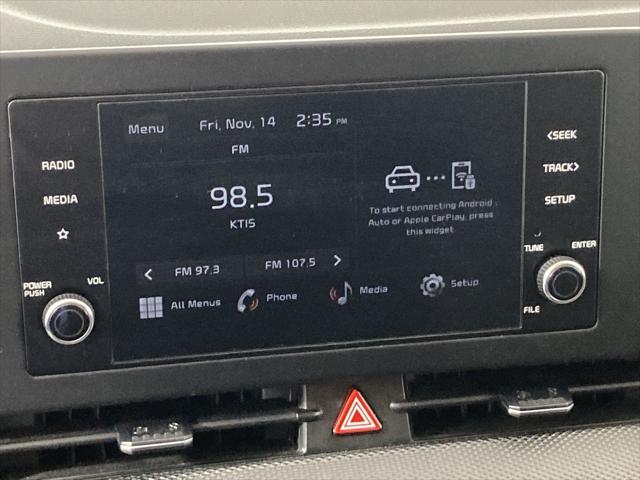 Menu Fri, Nov. 14 2:35 PM
FM
98.5
KTIS
To start connecting Android
Auto or Apple CarPlay, press
this widget.
< FM 97.3 FM 107.5 >
All Menus Phone Media Setup
RADIO
MEDIA
POWER
PUSH
VOL
<SEEK
TRACK>
SETUP
TUNE
ENTER
FILE